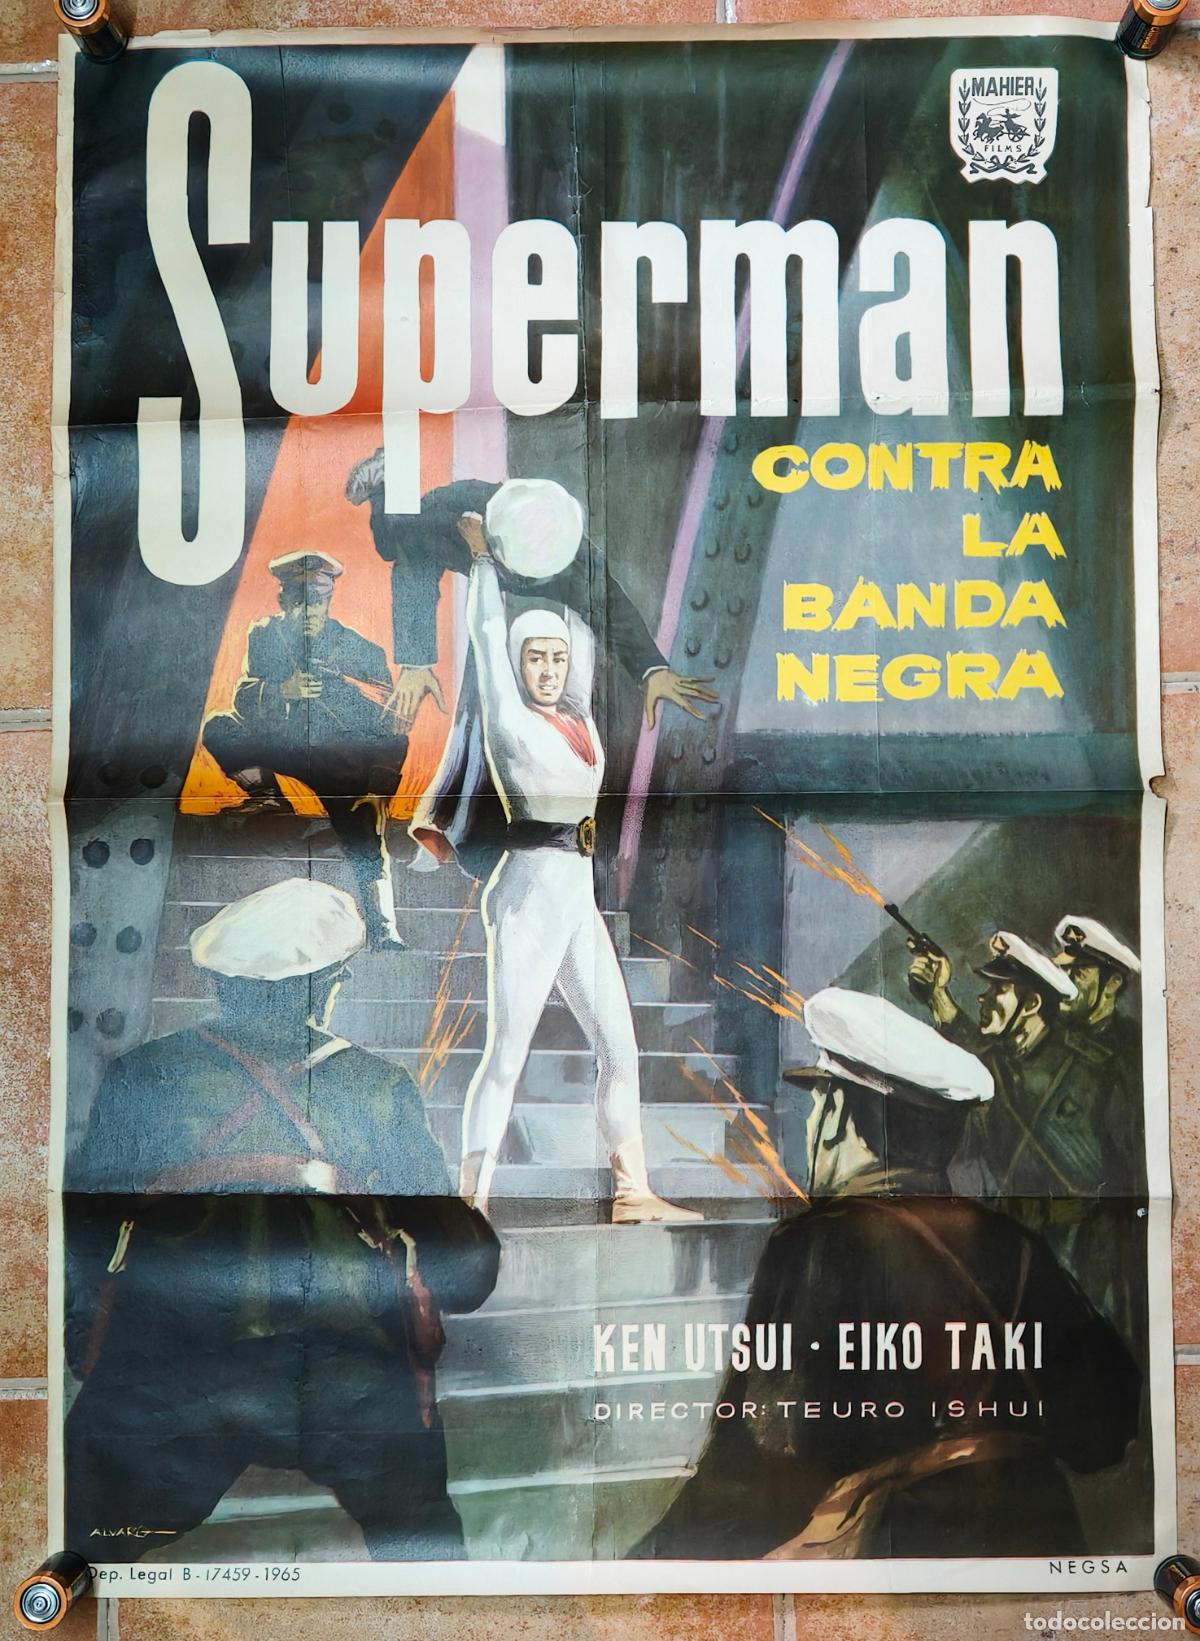 MAHIER
FILMS
Superman
CONTRA
LA
BANDA
NEGRA
KEN UTSUI · EIKO TAKI
DIRECTOR: TEURO ISHUI
ALVARO
Dep. Legal B - 17459 - 1965
NEGSA
todocoleccion